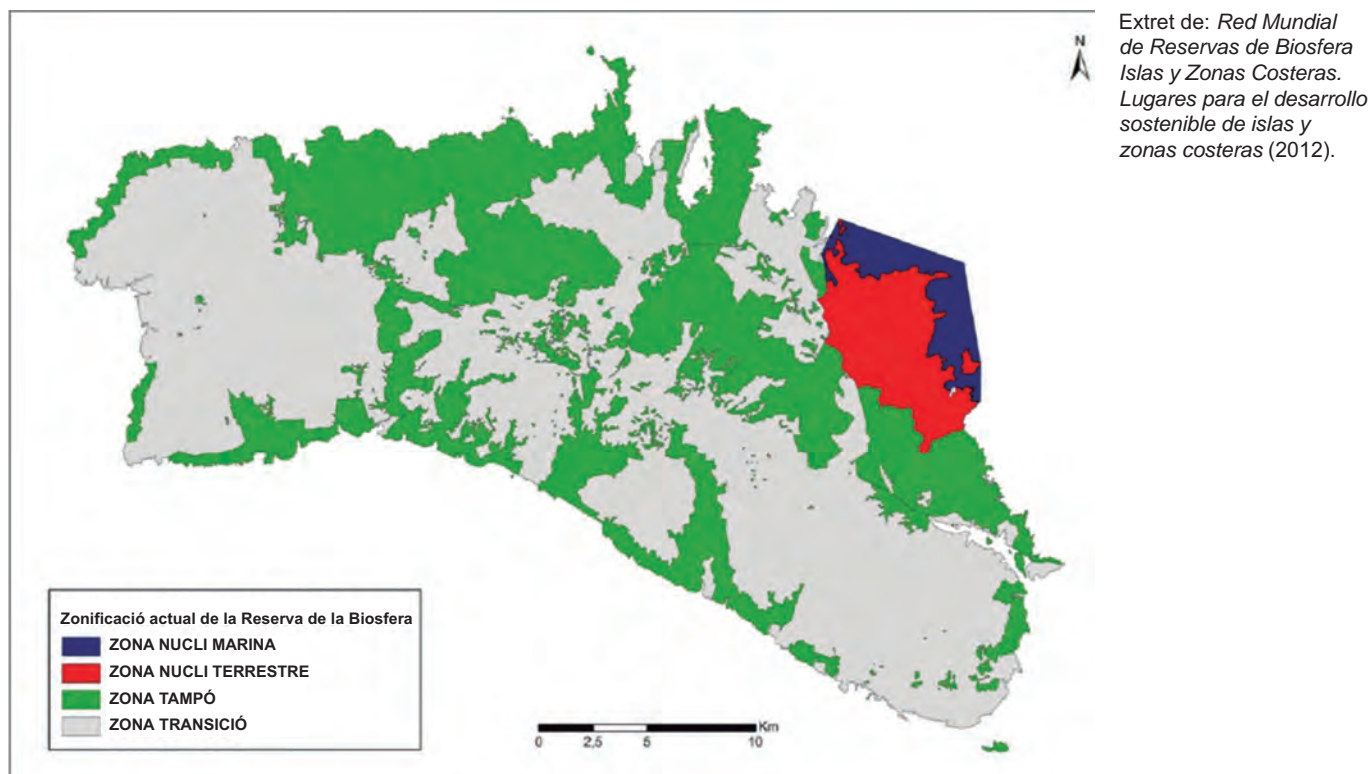 Extret de: Red Mundial
de Reservas de Biosfera
Islas y Zonas Costeras.
Lugares para el desarrollo
sostenible de islas y
zonas costeras (2012).
N
Zonificació actual de la Reserva de la Biosfera
ZONA NUCLI MARINA
ZONA NUCLI TERRESTRE
ZONA TAMPÓ
ZONA TRANSICIÓ
Km
0 2,5 5 10